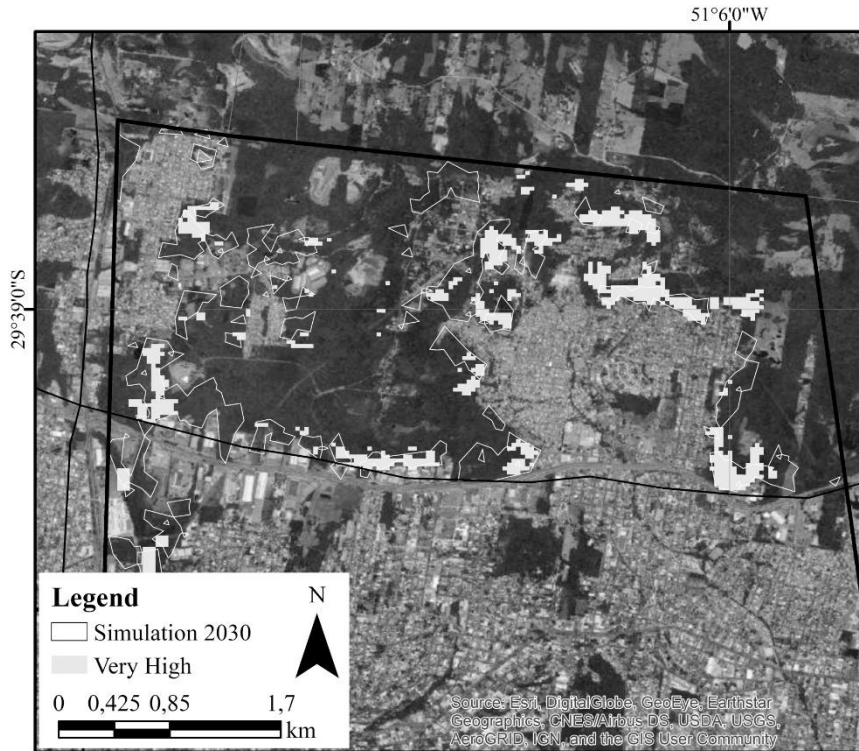 51°6'0"W
29°39'0"S
Legend
Simulation 2030
Very High
N
0 0,425 0,85 1,7
km
Source: Esri, DigitalGlobe, GeoEye, Earthstar
Geographics, CNES/Airbus DS, USDA, USGS,
AeroGRID, IGN, and the GIS User Community